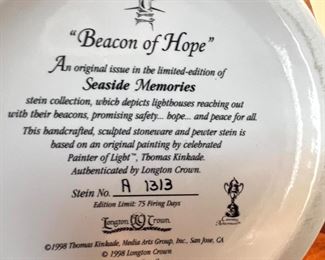 "Beacon of Hope"
An original issue in the limited-edition of
Seaside Memories
stein collection, which depicts lighthouses reaching out
with their beacons, promising safety... hope... and peace for all.
This handcrafted, sculpted stoneware and pewter stein is
based on an original painting by celebrated
Painter of Light™, Thomas Kinkade.
Authenticated by Longton Crown.
Stein No. A 1313
Edition Limit: 75 Firing Days
Longton Crown
©1998 Thomas Kinkade, Media Arts Group, Inc., San Jose, CA
© 1998 Longton Crown